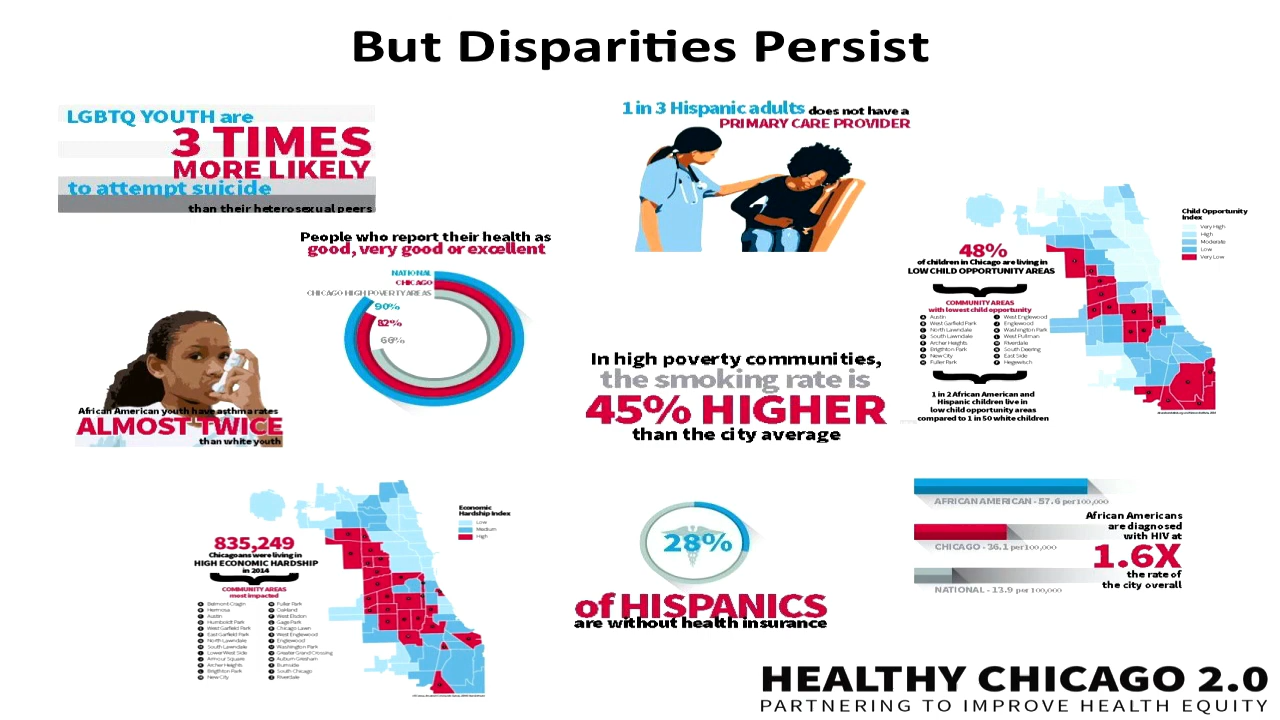 But Disparities Persist
LGBTQ YOUTH are
3 TIMES
MORE LIKELY
to attempt suicide
than their heterosexual peers
1 in 3 Hispanic adults does not have a
PRIMARY CARE PROVIDER
People who report their health as
good, very good or excellent
NATIONAL
CHICAGO
CHICAGO HIGH POVERTY AREAS
90%
82%
66%
African American youth have asthma rates
ALMOST TWICE
than white youth
In high poverty communities,
the smoking rate is
45% HIGHER
than the city average
Child Opportunity
Index
Very High
High
Moderate
Low
Very Low
48%
of children in Chicago are living in
LOW CHILD OPPORTUNITY AREAS
COMMUNITY AREAS
with lowest child opportunity
Austin
West Garfield Park
North Lawndale
South Lawndale
Archer Heights
Brighton Park
New City
Fuller Park
West Englewood
Englewood
Washington Park
West Pullman
Riverdale
South Deering
East Side
Hegewisch
1 in 2 African American and
Hispanic children live in
low child opportunity areas
compared to 1 in 50 white children
Economic
Hardship Index
Low
Medium
High
835,249
Chicagoans were living in
HIGH ECONOMIC HARDSHIP
in 2014
COMMUNITY AREAS
most impacted
Belmont Cragin
Hermosa
Austin
Humboldt Park
West Garfield Park
East Garfield Park
North Lawndale
South Lawndale
Lower West Side
Armour Square
Archer Heights
Brighton Park
New City
Fuller Park
Oakland
West Elsdon
Gage Park
Chicago Lawn
West Englewood
Englewood
Washington Park
Greater Grand Crossing
Auburn Gresham
Burnside
South Chicago
Riverdale
28%
of HISPANICS
are without health insurance
AFRICAN AMERICAN - 57.6 per 100,000
CHICAGO - 36.1 per 100,000
NATIONAL - 13.9 per 100,000
African Americans
are diagnosed
with HIV at
1.6X
the rate of
the city overall
HEALTHY CHICAGO 2.0
PARTNERING TO IMPROVE HEALTH EQUITY